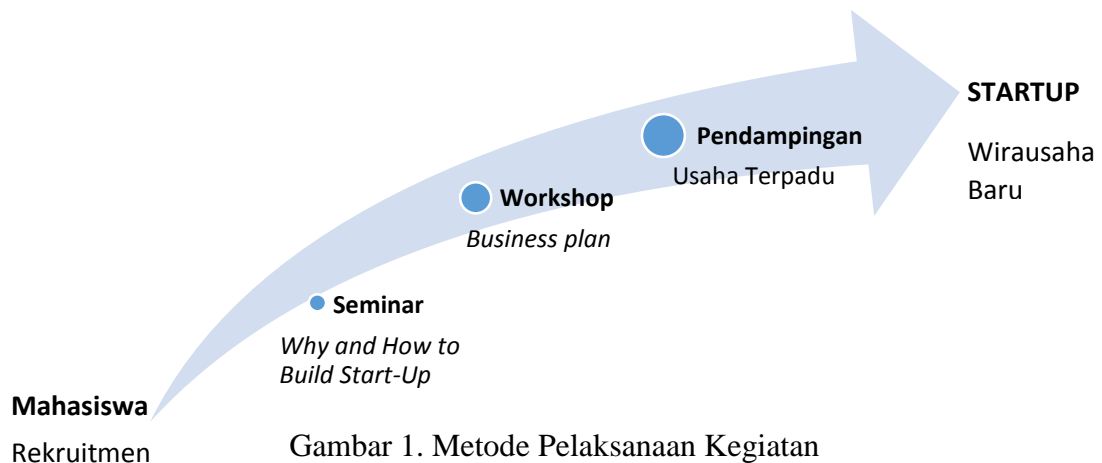 STARTUP
Wirausaha
Baru
Pendampingan
Usaha Terpadu
Workshop
Business plan
Seminar
Why and How to
Build Start-Up
Mahasiswa
Rekruitmen
Gambar 1. Metode Pelaksanaan Kegiatan